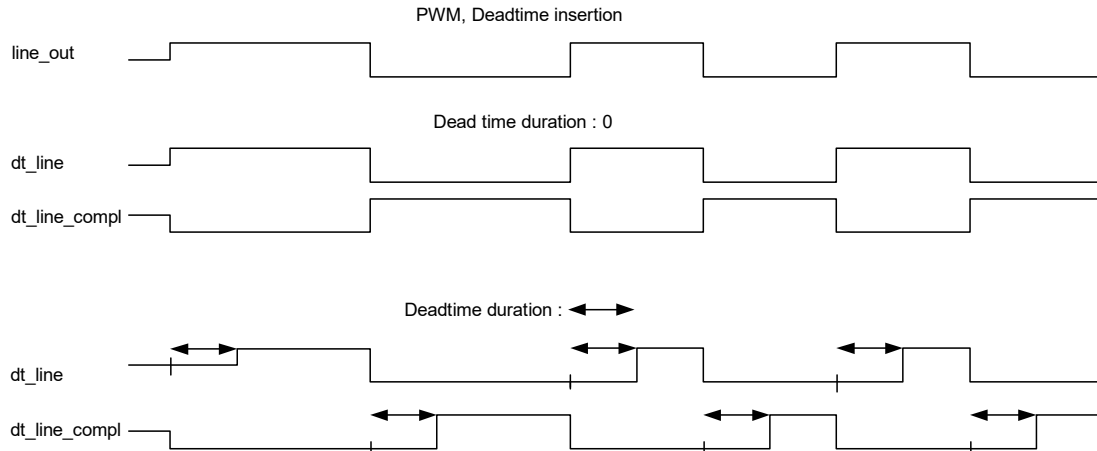 PWM, Deadtime insertion
line_out
Dead time duration : 0
dt_line
dt_line_compl
Deadtime duration :
dt_line
dt_line_compl